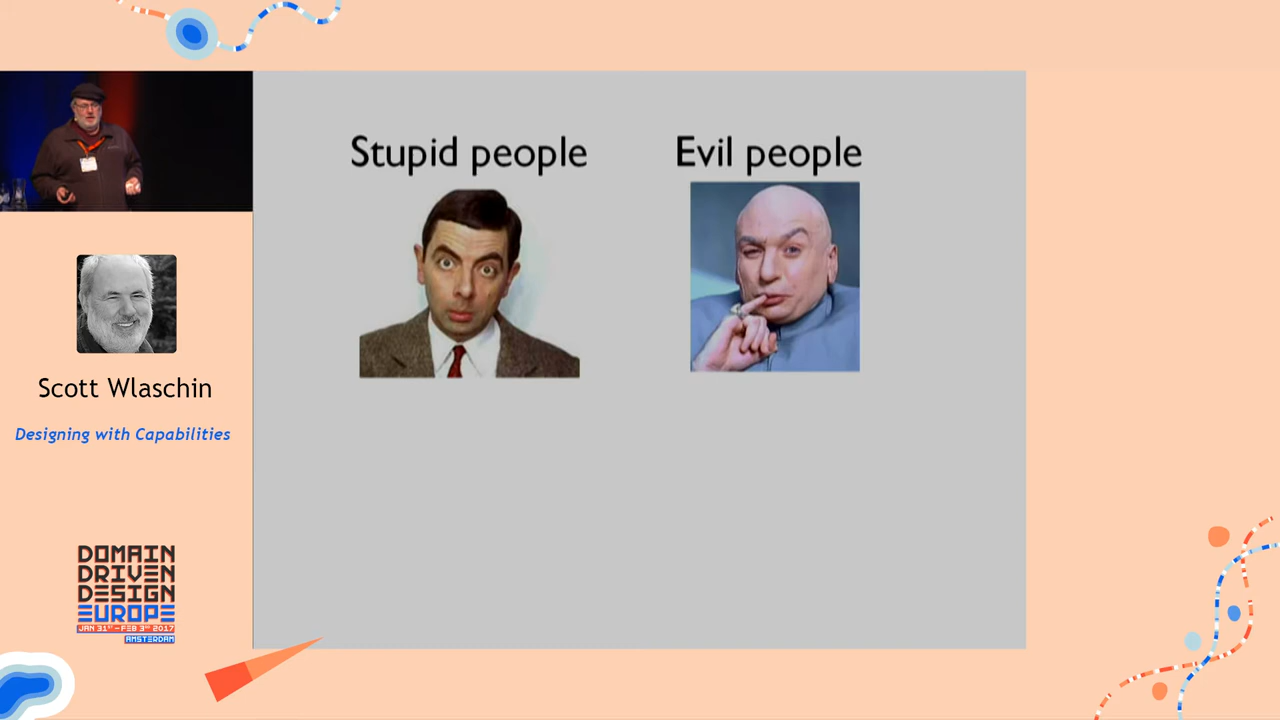 Stupid people
Evil people
Scott Wlaschin
Designing with Capabilities
DOMAIN
DRIVEN
DESIGN
EUROPE
JAN 31ST-FEB 3RD 2017
AMSTERDAM